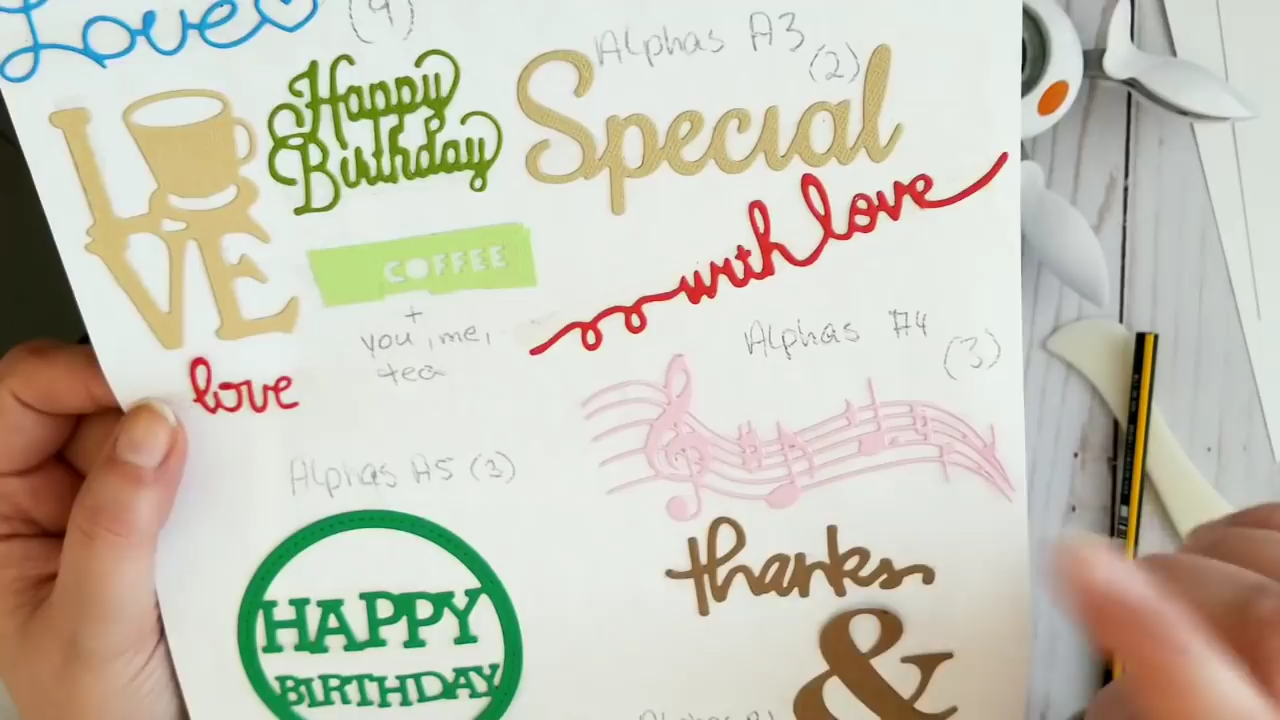 Love
(9)
Alphas A3
(2)
LOVE
Happy
Birthday
Special
with love
COFFEE
+
you, me,
tea
love
Alphas A4
(3)
Alphas A5 (3)
thanks
&
HAPPY
BIRTHDAY